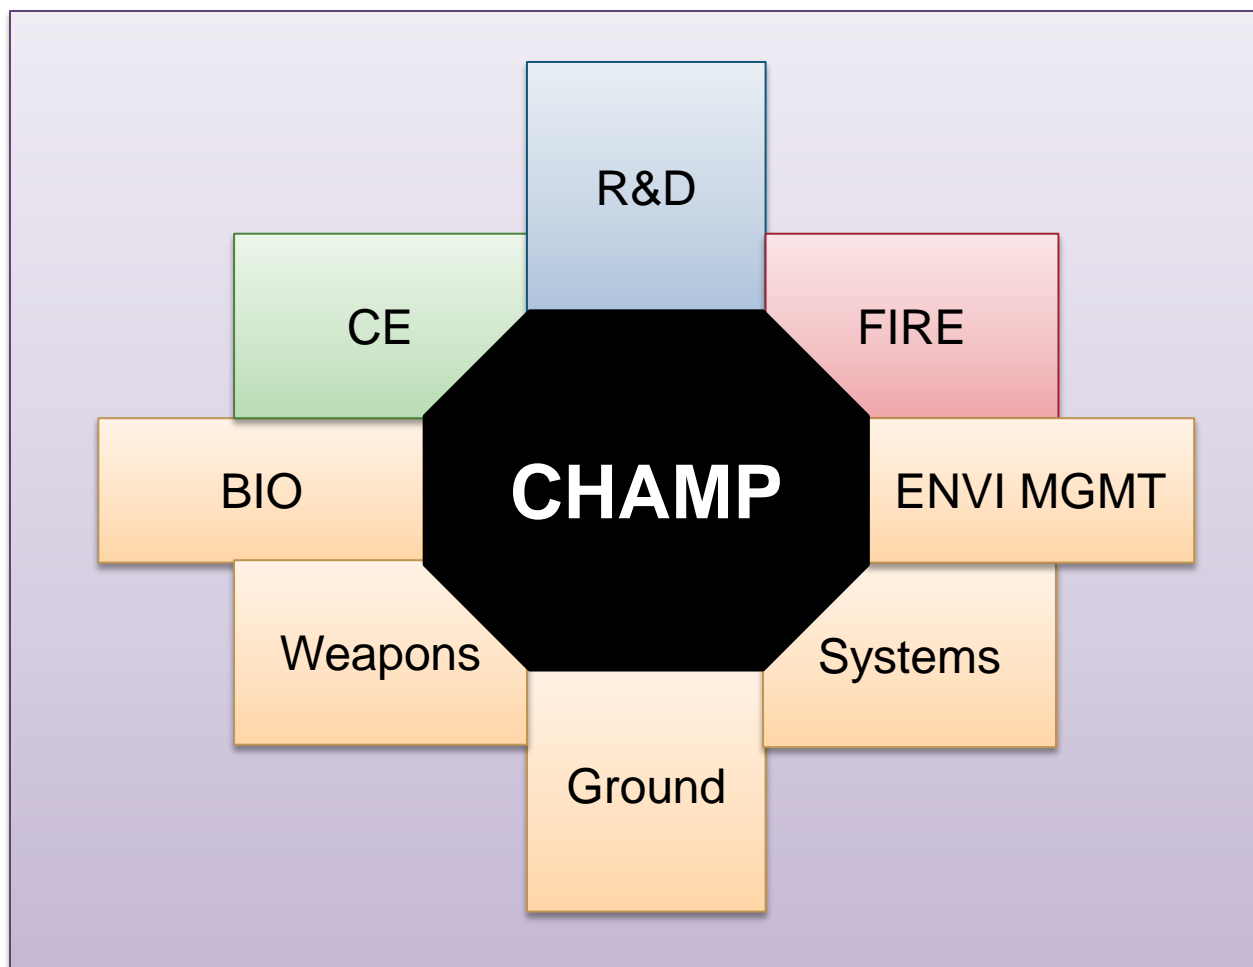 R&D
CE
FIRE
BIO
CHAMP
ENVI MGMT
Weapons
Systems
Ground